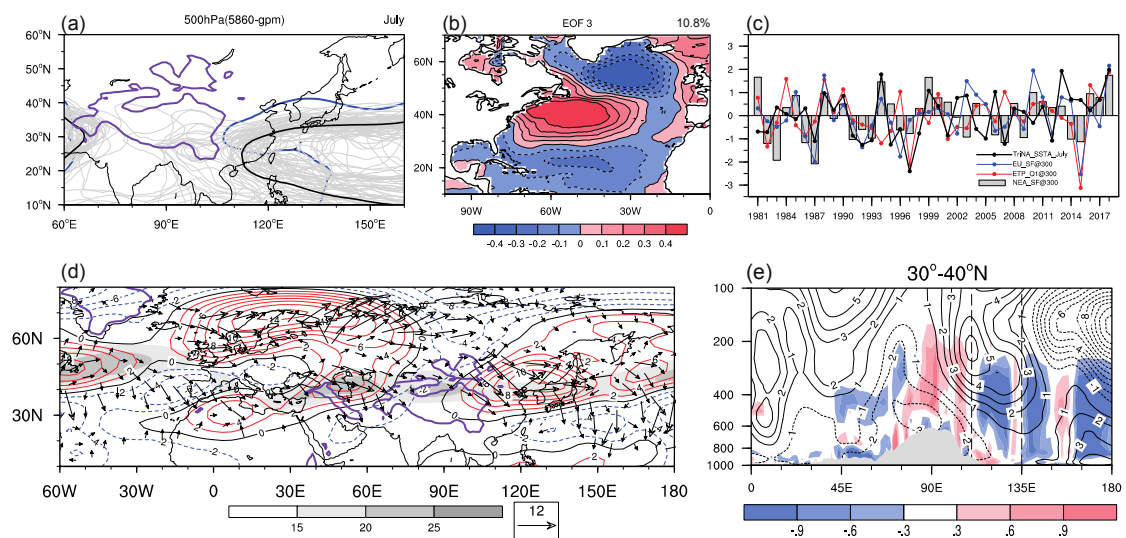 (a) 500hPa(5860-gpm) July
60°N
50°N
40°N
30°N
20°N
10°N
60°E 90°E 120°E 150°E
(b) EOF 3 10.8%
60N
40N
20N
90W 60W 30W 0
-0.4 -0.3 -0.2 -0.1 0 0.1 0.2 0.3 0.4
(c)
3
2
1
0
-1
-2
-3
TriNA_SSTA_July
EU_SF@300
ETP_Q1@300
NEA_SF@300
1981 1984 1987 1990 1993 1996 1999 2002 2005 2008 2011 2014 2017
(d)
60N
30N
60W 30W 0 30E 60E 90E 120E 150E 180
15 20 25
12
(e) 30°-40°N
100
200
400
600
800
1000
0 45E 90E 135E 180
-.9 -.6 -.3 .3 .6 .9